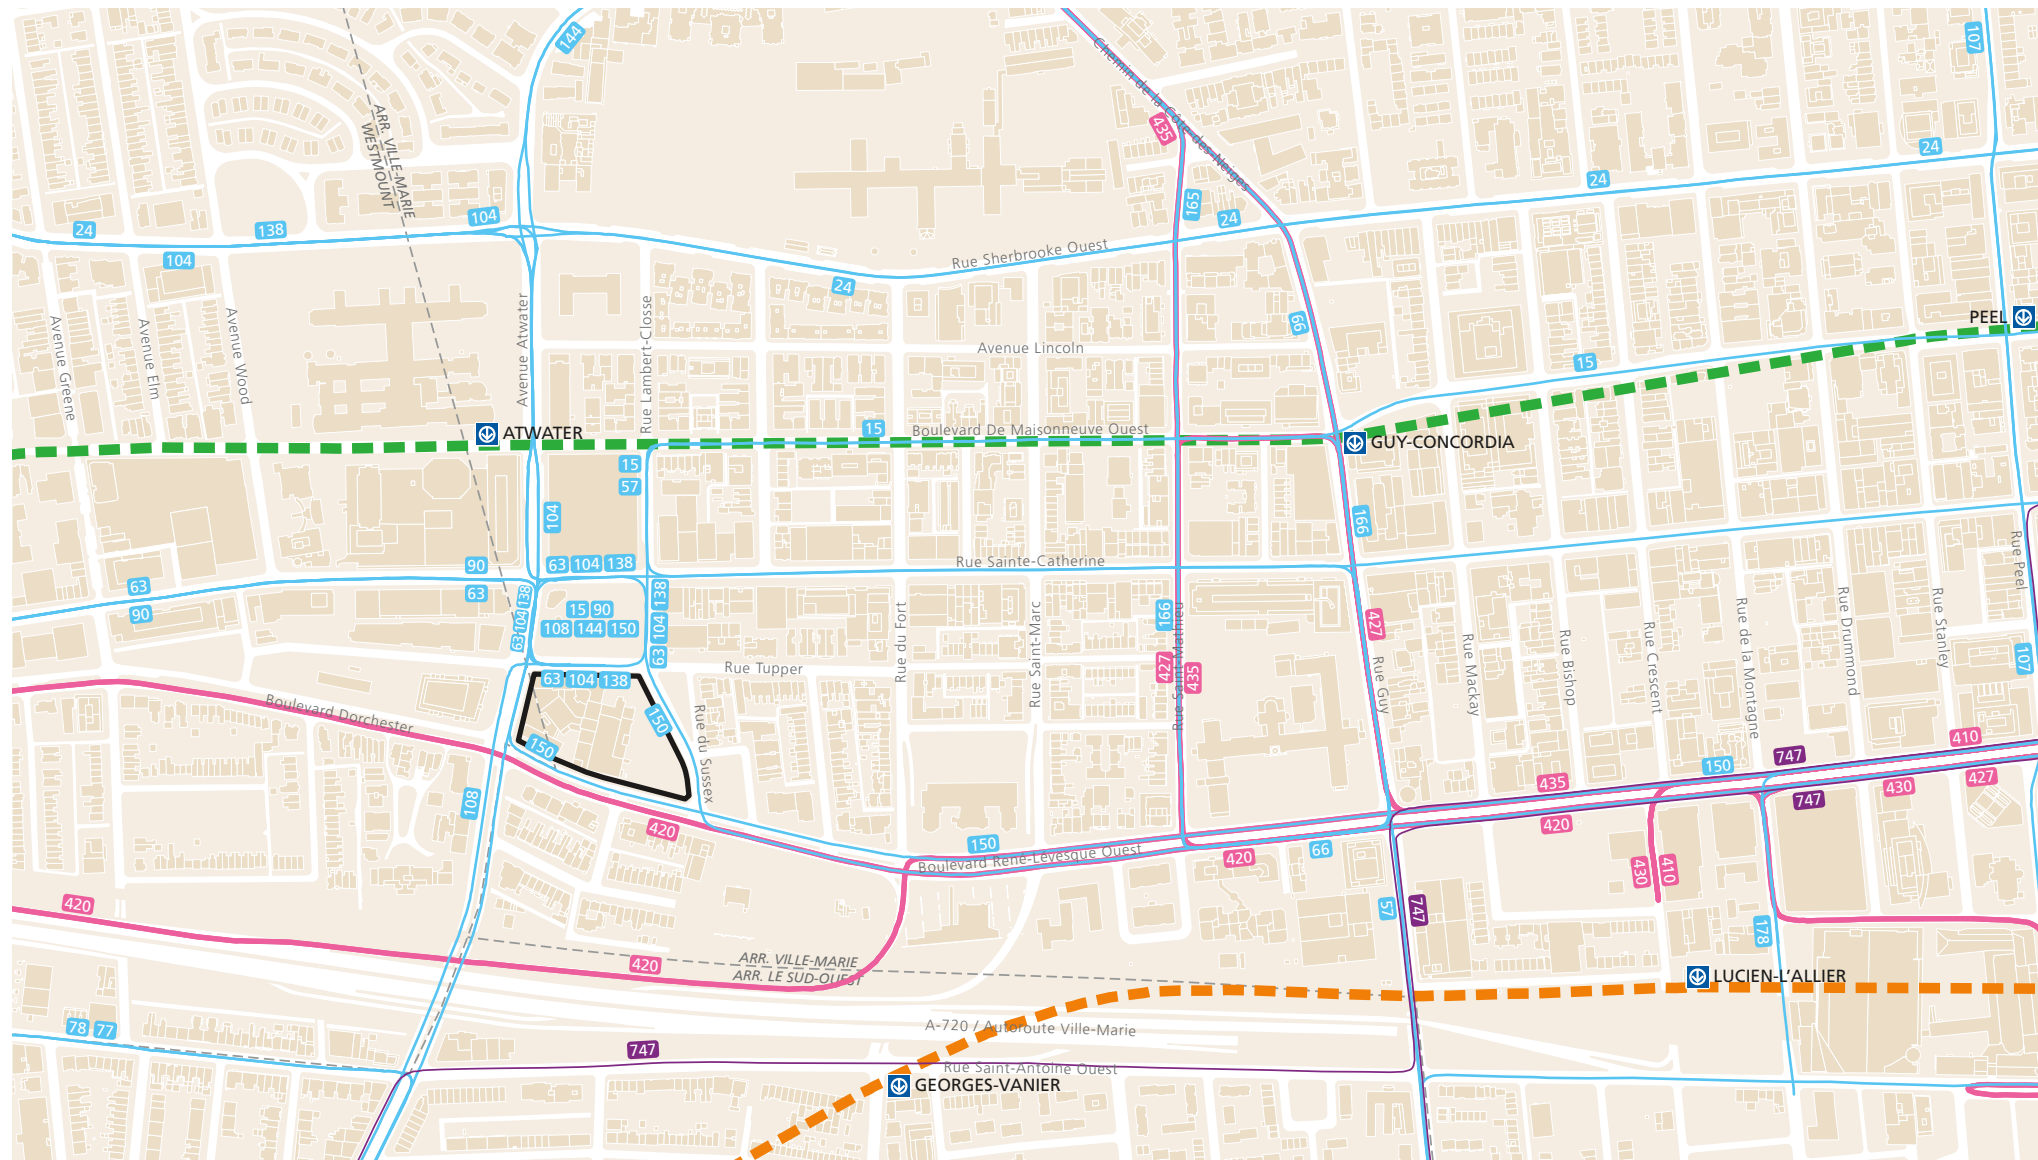 144
107
Chemin de la Côte-des-Neiges
435
ARR. VILLE-MARIE
WESTMOUNT
24
24
104
165
24
24
138
104
Rue Sherbrooke Ouest
24
Avenue Greene
Avenue Elm
Avenue Wood
Avenue Atwater
Rue Lambert-Closse
66
PEEL
Avenue Lincoln
15
ATWATER
15
Boulevard De Maisonneuve Ouest
GUY-CONCORDIA
15
57
104
166
90
63 104 138
Rue Sainte-Catherine
Rue Peel
63
63
90
63 104 138
15 90
108 144 150
63 104 138
Rue du Fort
Rue Saint-Marc
166
Rue Saint-Mathieu
427
435
427
Rue Guy
Rue Mackay
Rue Bishop
Rue Crescent
Rue de la Montagne
Rue Drummond
Rue Stanley
107
Rue Tupper
63 104 138
Boulevard Dorchester
150
150
Rue du Sussex
410
747
150
427
435
430
747
108
420
420
150
Boulevard René-Lévesque Ouest
420
66
430
410
420
57
747
178
ARR. VILLE-MARIE
ARR. LE SUD-OUEST
420
LUCIEN-L'ALLIER
78 77
A-720 / Autoroute Ville-Marie
747
Rue Saint-Antoine Ouest
GEORGES-VANIER